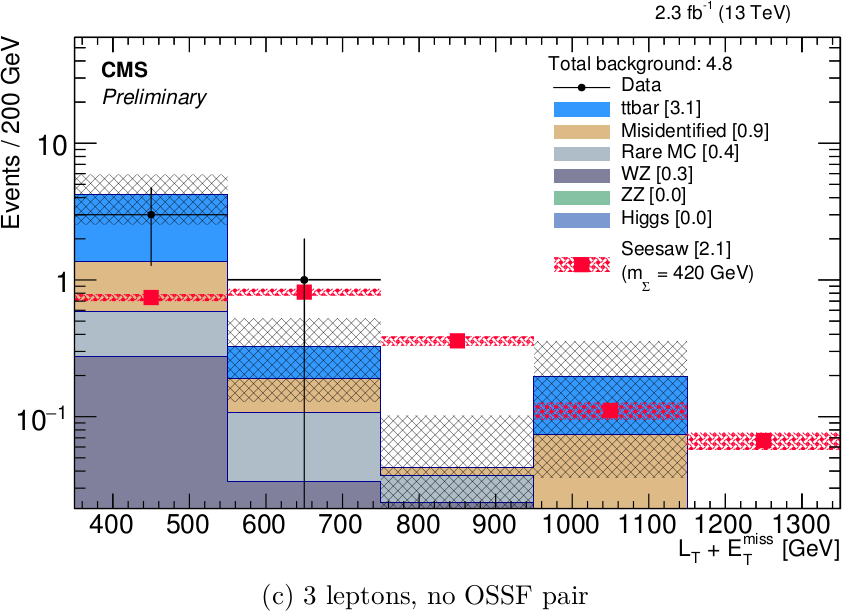 2.3 fb-1 (13 TeV)
Events / 200 GeV
CMS
Preliminary
Total background: 4.8
Data
ttbar [3.1]
Misidentified [0.9]
Rare MC [0.4]
WZ [0.3]
ZZ [0.0]
Higgs [0.0]
Seesaw [2.1]
(mΣ = 420 GeV)
10
1
10−1
400 500 600 700 800 900 1000 1100 1200 1300
LT + ETmiss [GeV]
(c) 3 leptons, no OSSF pair